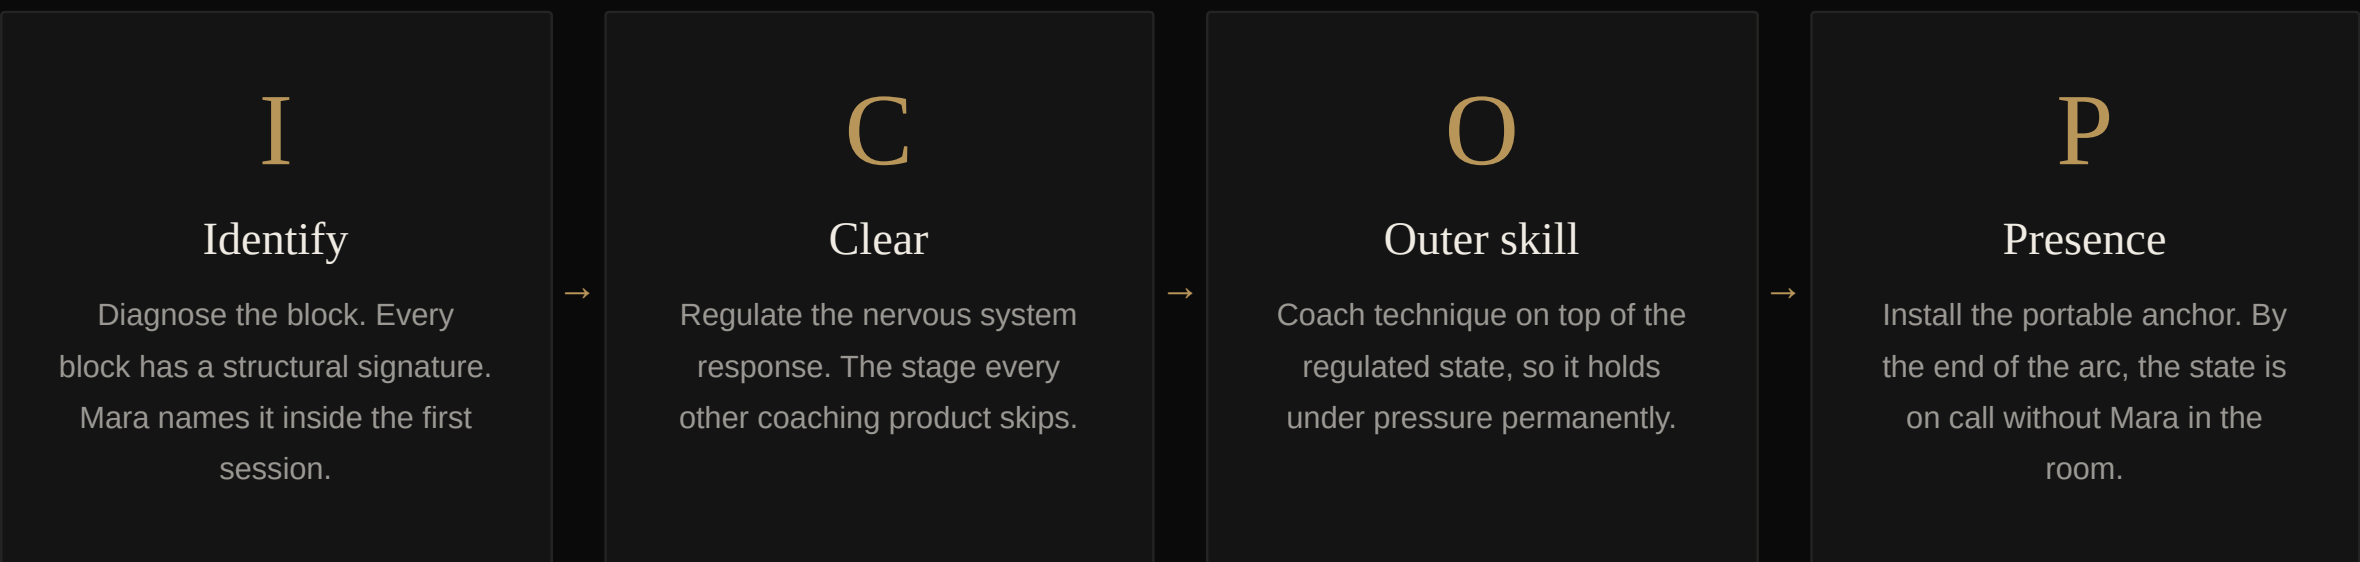 I
Identify
Diagnose the block. Every
block has a structural signature.
Mara names it inside the first
session.
→
C
Clear
Regulate the nervous system
response. The stage every
other coaching product skips.
→
O
Outer skill
Coach technique on top of the
regulated state, so it holds
under pressure permanently.
→
P
Presence
Install the portable anchor. By
the end of the arc, the state is
on call without Mara in the
room.